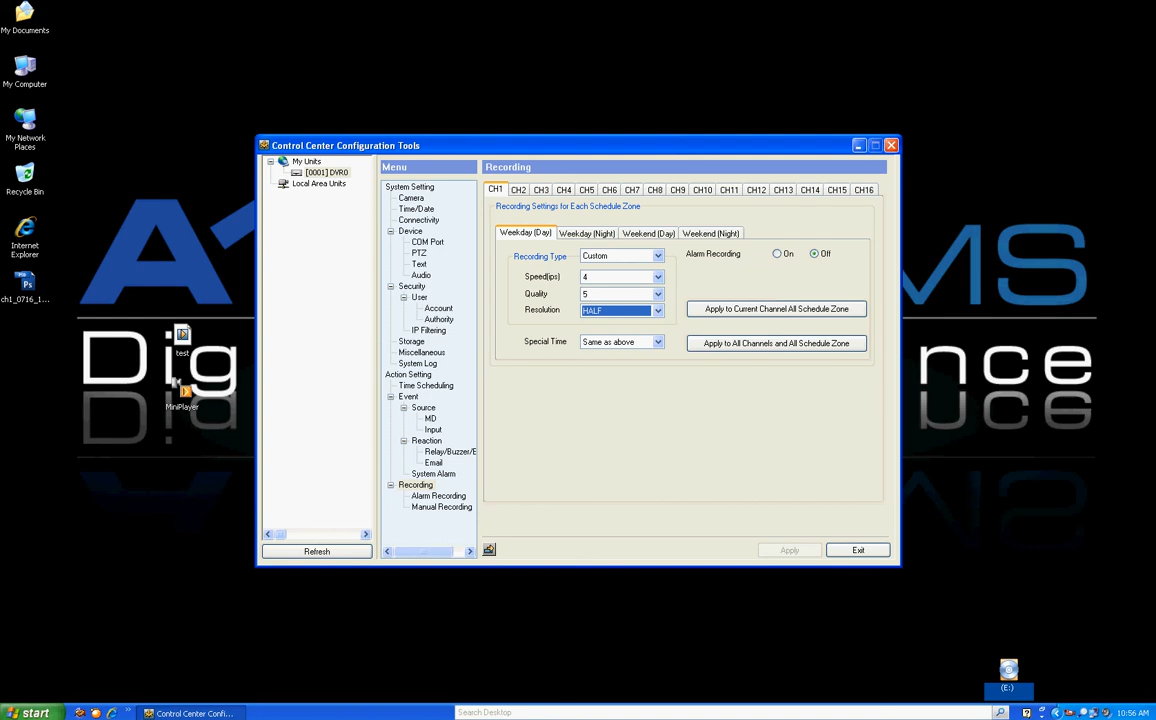 My Documents
My Computer
My Network
Places
Recycle Bin
Internet
Explorer
ch1_0716_1...
test
MiniPlayer
Control Center Configuration Tools
My Units
[0001] DVR0
Local Area Units
Refresh
Menu
System Setting
Camera
Time/Date
Connectivity
Device
COM Port
PTZ
Text
Audio
Security
User
Account
Authority
IP Filtering
Storage
Miscellaneous
System Log
Action Setting
Time Scheduling
Event
Source
MD
Input
Reaction
Relay/Buzzer/E
Email
System Alarm
Recording
Alarm Recording
Manual Recording
Recording
CH1 CH2 CH3 CH4 CH5 CH6 CH7 CH8 CH9 CH10 CH11 CH12 CH13 CH14 CH15 CH16
Recording Settings for Each Schedule Zone
Weekday (Day) Weekday (Night) Weekend (Day) Weekend (Night)
Recording Type Custom
Alarm Recording On Off
Speed(ips) 4
Quality 5
Resolution HALF
Apply to Current Channel All Schedule Zone
Special Time Same as above
Apply to All Channels and All Schedule Zone
Apply Exit
(E:)
start
Control Center Confi...
Search Desktop
10:56 AM